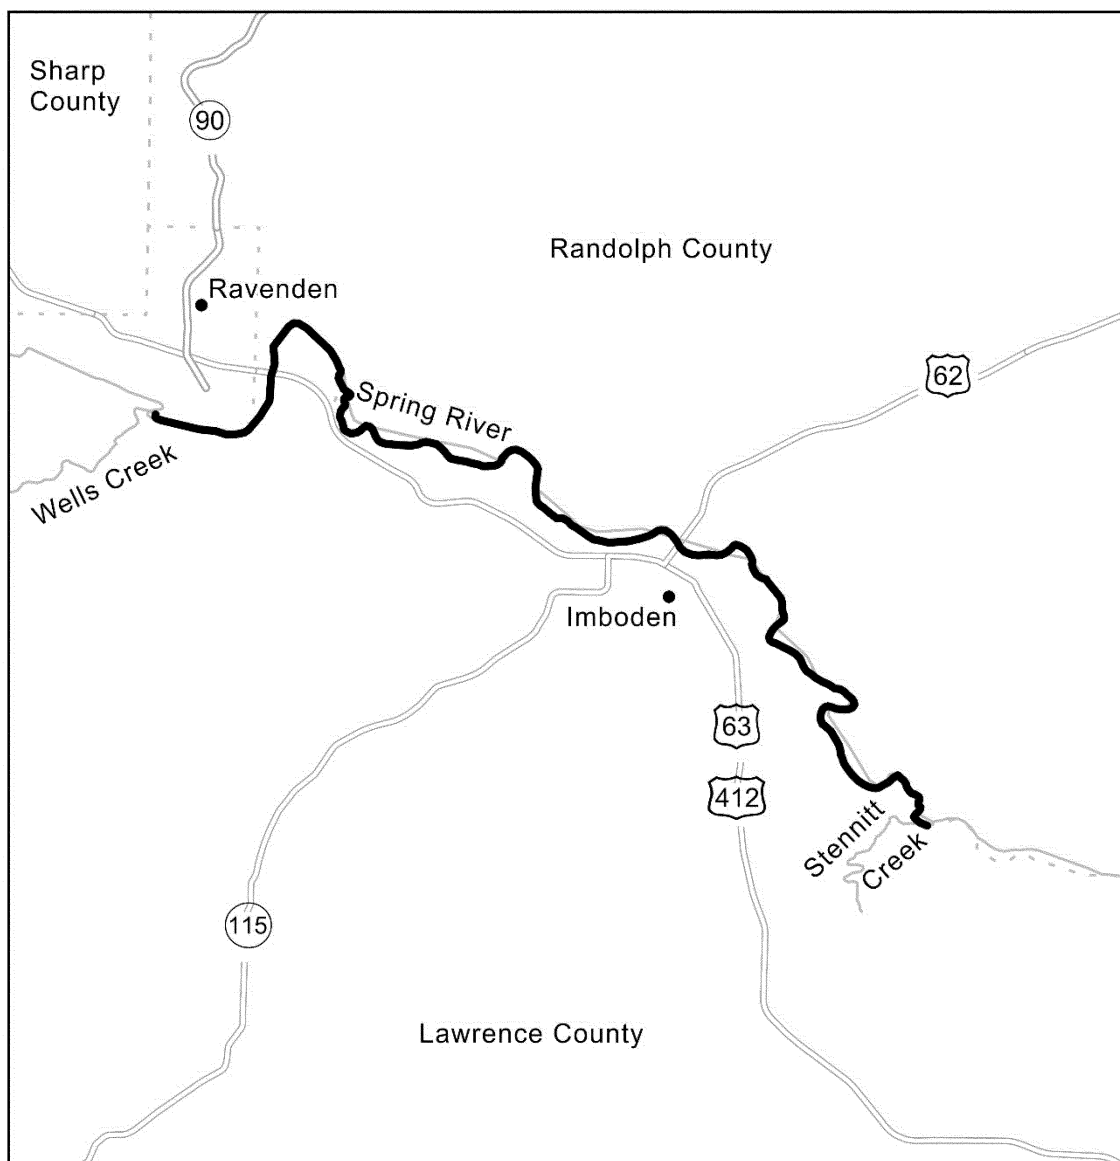 Sharp
County
90
Randolph County
Ravenden
62
Spring River
Wells Creek
Imboden
63
412
Stennitt
Creek
115
Lawrence County